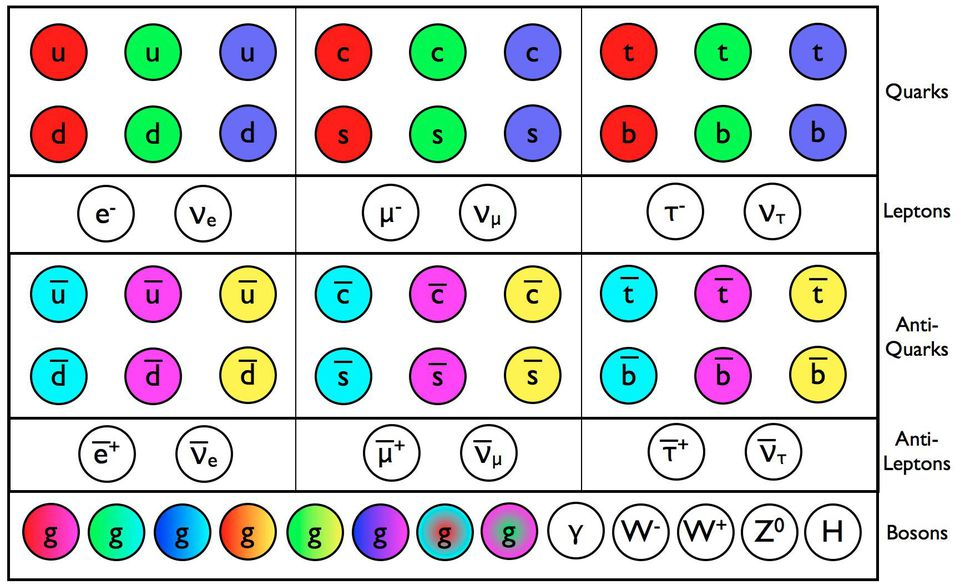 u u u c c c t t t
d d d s s s b b b
Quarks
e⁻ νₑ μ⁻ ν_μ τ⁻ ν_τ
Leptons
u̅ u̅ u̅ c̅ c̅ c̅ t̅ t̅ t̅
d̅ d̅ d̅ s̅ s̅ s̅ b̅ b̅ b̅
Anti-
Quarks
e̅⁺ ν̅ₑ μ̅⁺ ν̅_μ τ̅⁺ ν̅_τ
Anti-
Leptons
g g g g g g g g γ W⁻ W⁺ Z⁰ H
Bosons